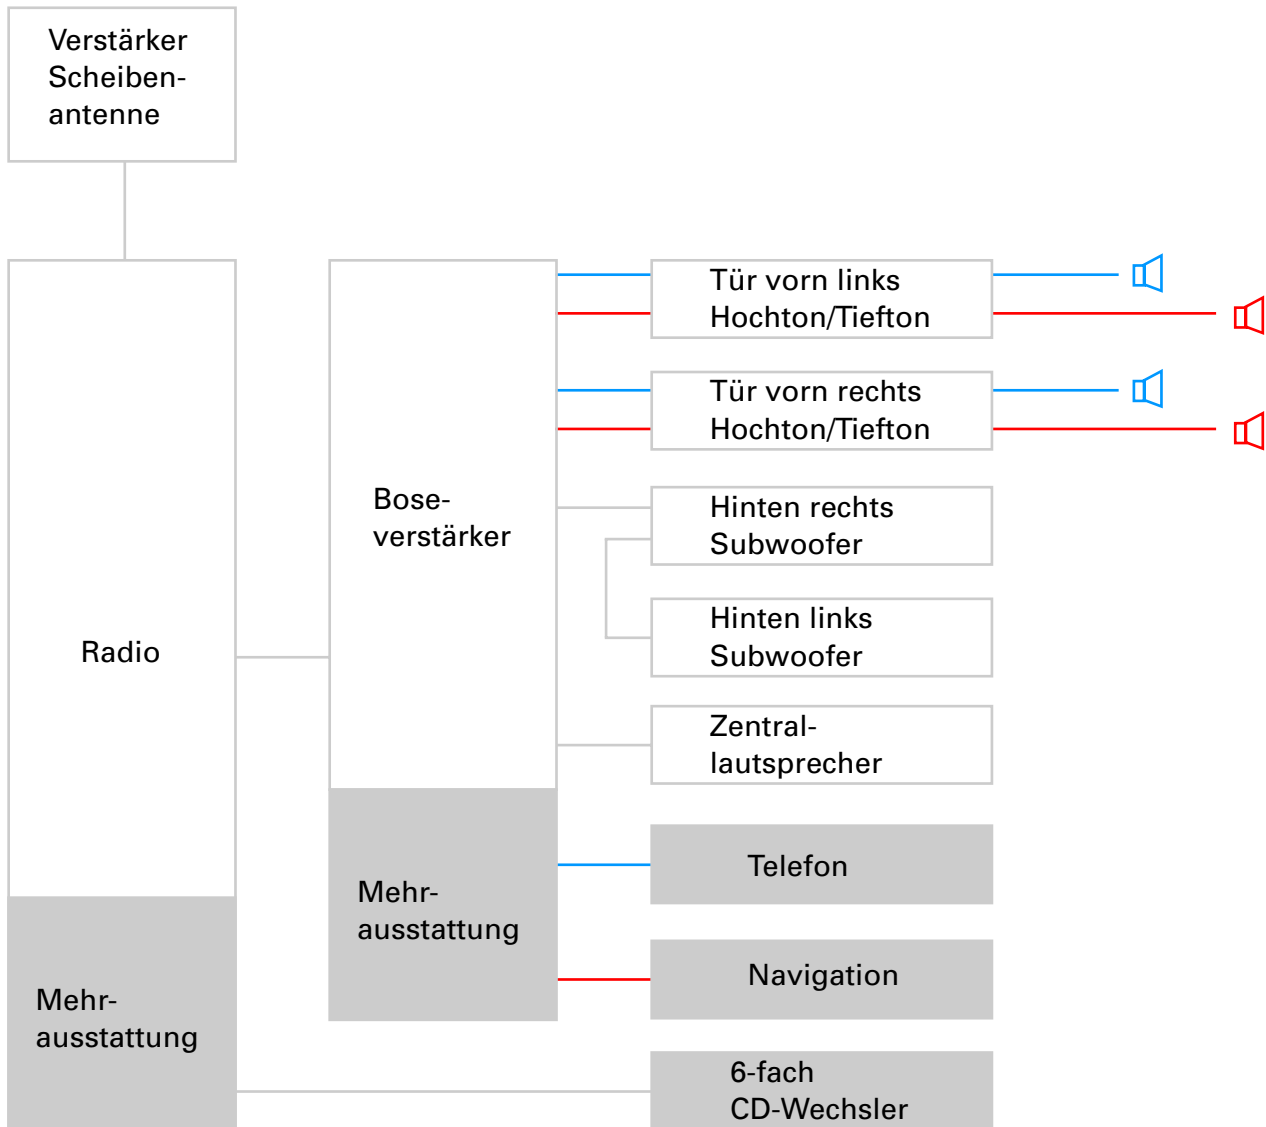 Verstärker
Scheiben-
antenne
Radio
Mehr-
ausstattung
Bose-
verstärker
Mehr-
ausstattung
Tür vorn links
Hochton/Tiefton
Tür vorn rechts
Hochton/Tiefton
Hinten rechts
Subwoofer
Hinten links
Subwoofer
Zentral-
lautsprecher
Telefon
Navigation
6-fach
CD-Wechsler